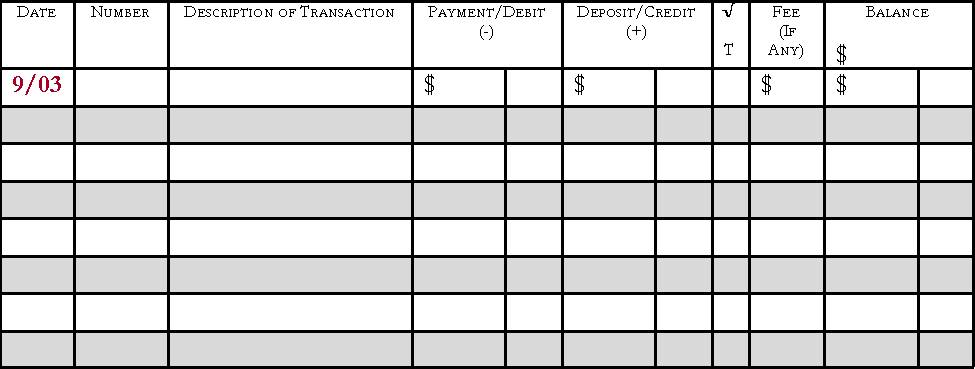 DATE NUMBER DESCRIPTION OF TRANSACTION PAYMENT/DEBIT (-) DEPOSIT/CREDIT (+) √ T FEE (IF ANY) BALANCE $
9/03 $ $ $ $